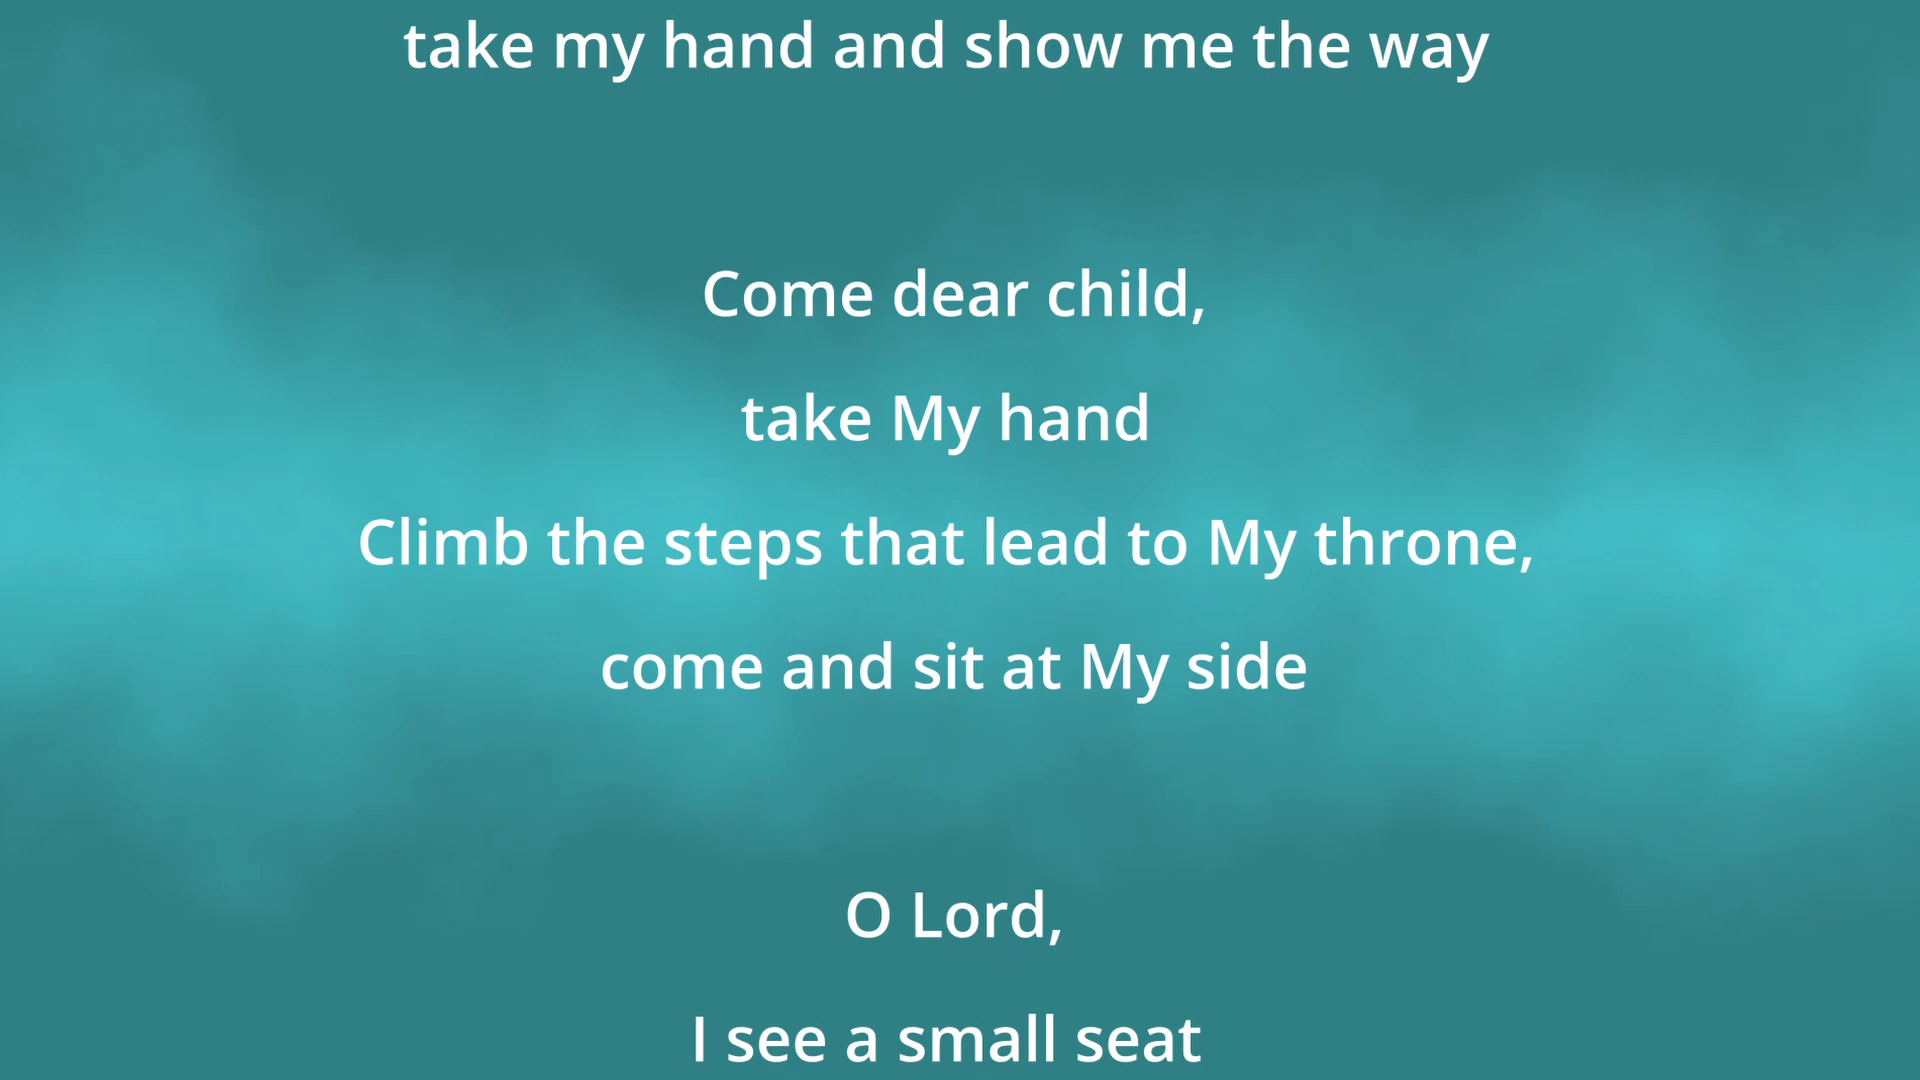 take my hand and show me the way
Come dear child,
take My hand
Climb the steps that lead to My throne,
come and sit at My side
O Lord,
I see a small seat